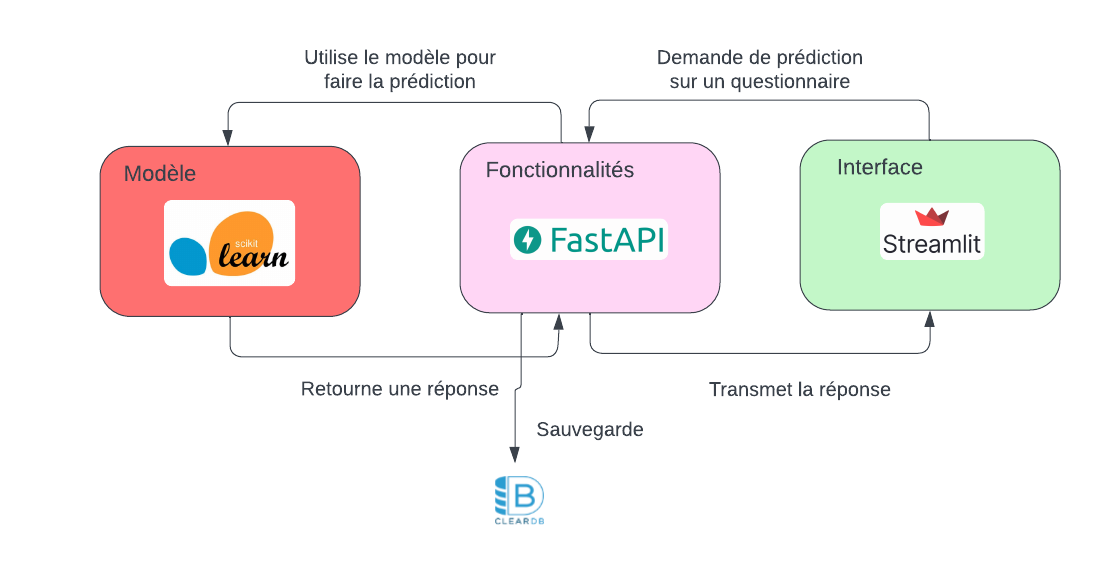 Utilise le modèle pour
faire la prédiction
Demande de prédiction
sur un questionnaire
Modèle
scikit
learn
Fonctionnalités
FastAPI
Interface
Streamlit
Retourne une réponse
Transmet la réponse
Sauvegarde
B
CLEARDB